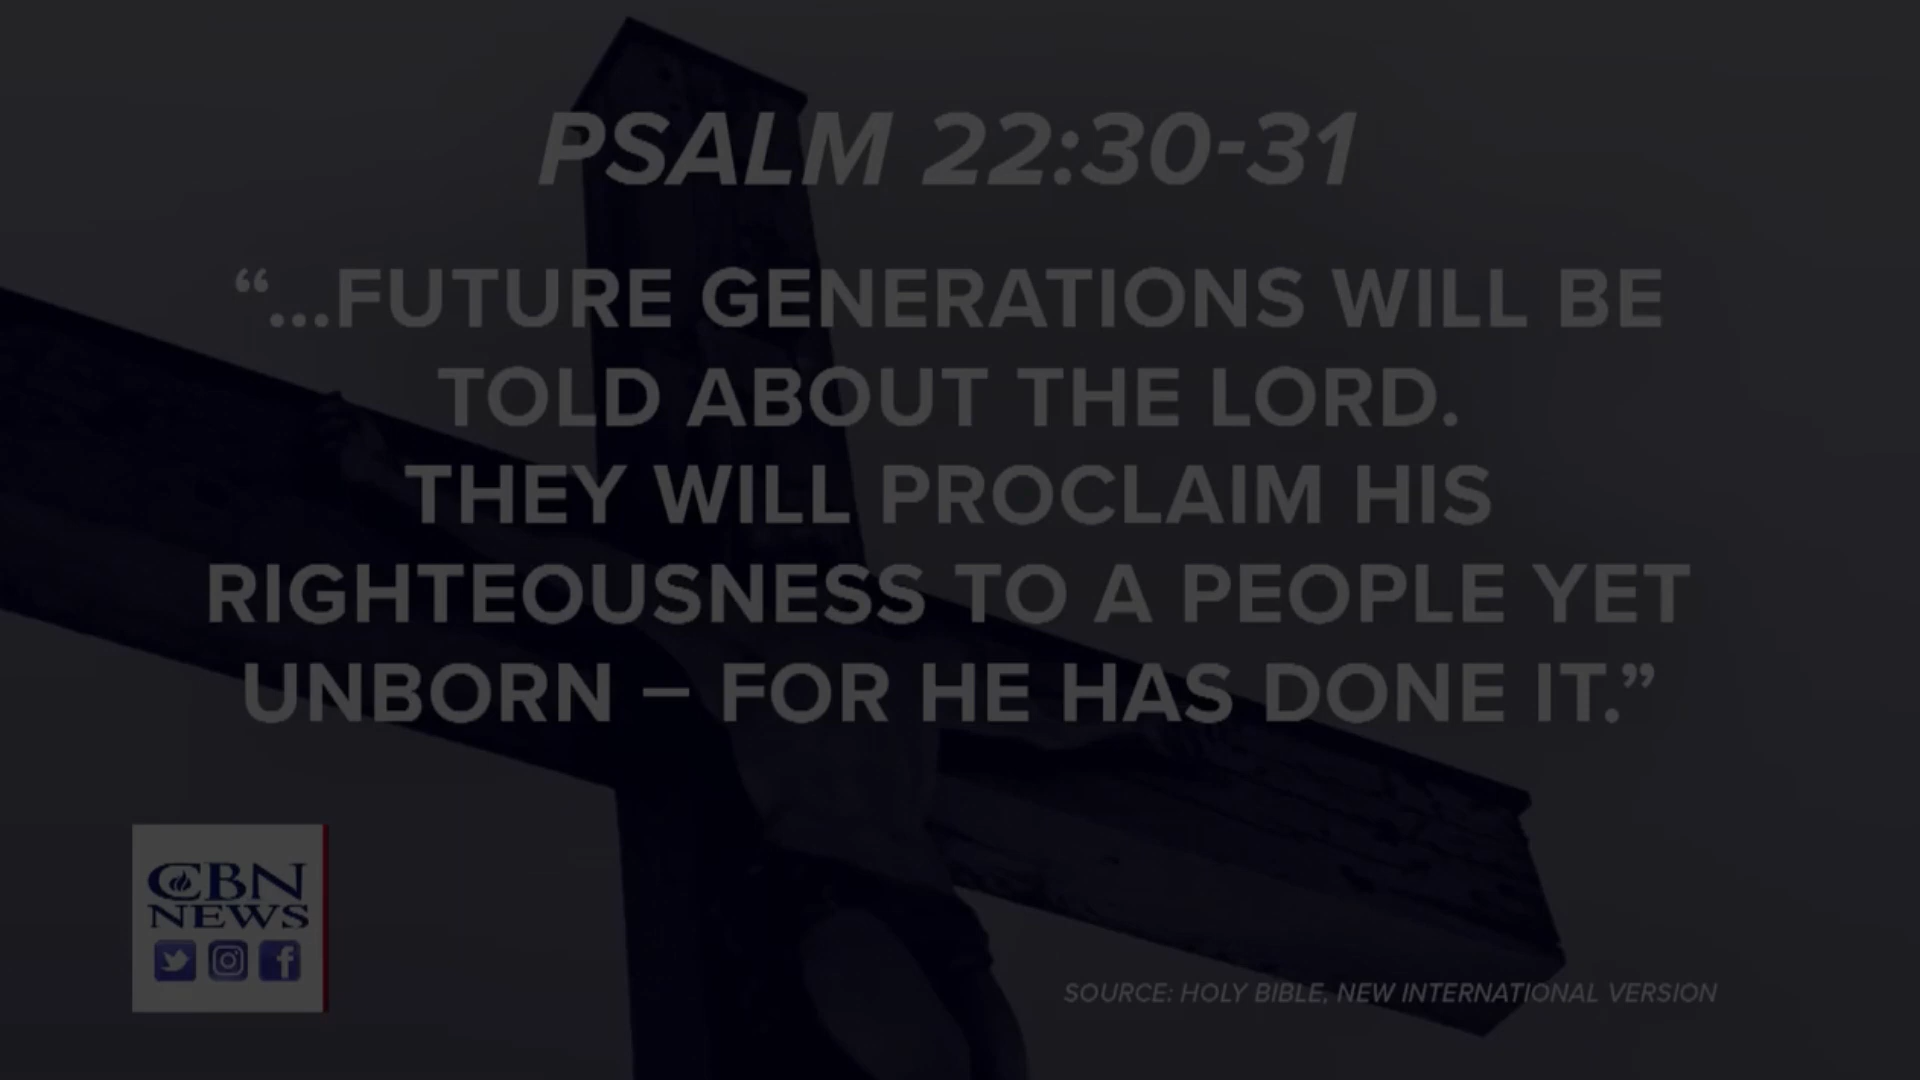 PSALM 22:30-31
“...FUTURE GENERATIONS WILL BE
TOLD ABOUT THE LORD.
THEY WILL PROCLAIM HIS
RIGHTEOUSNESS TO A PEOPLE YET
UNBORN – FOR HE HAS DONE IT.”
CBN
NEWS
SOURCE: HOLY BIBLE, NEW INTERNATIONAL VERSION